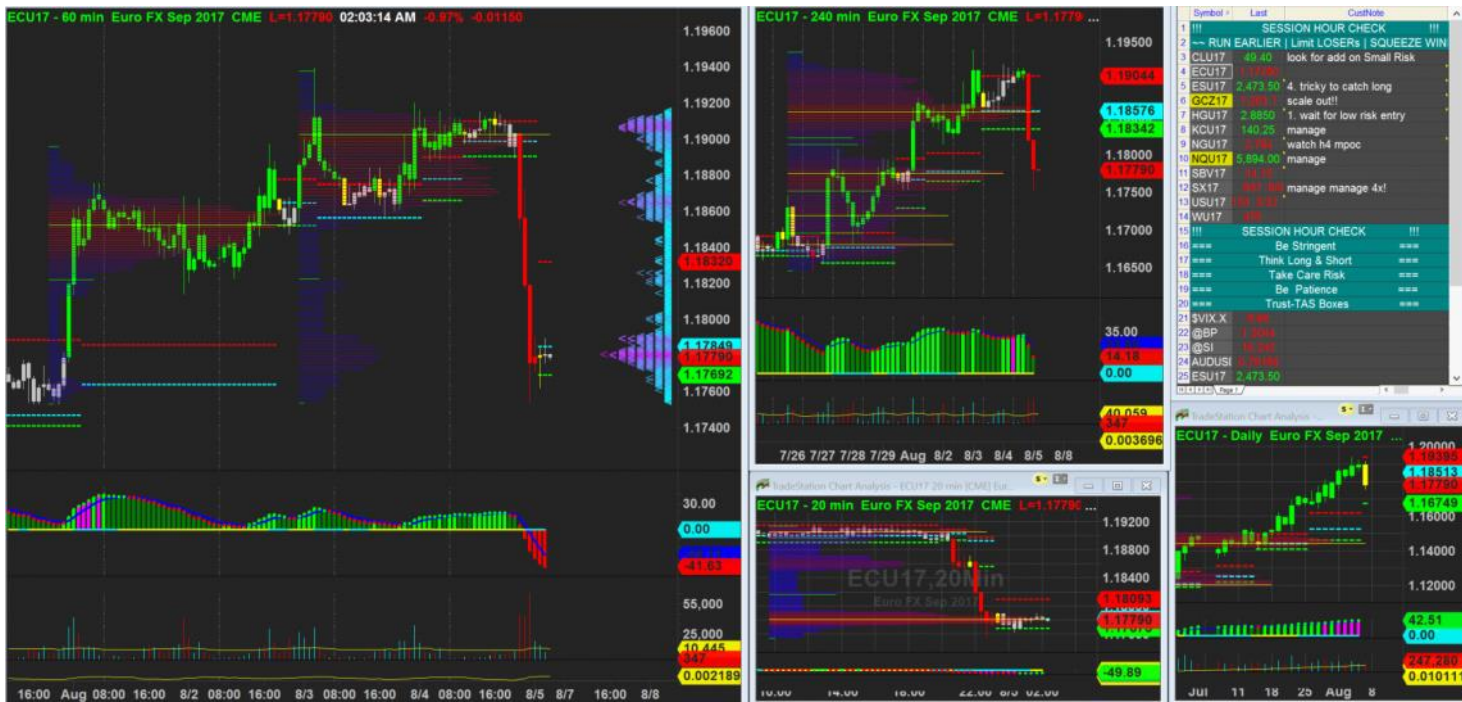 ECU17 - 60 min Euro FX Sep 2017 CME L=1.17790 02:03:14 AM -0.97% -0.01150
1.19600
1.19400
1.19200
1.19000
1.18800
1.18600
1.18400
1.18320
1.18200
1.18000
1.17849
1.17790
1.17692
1.17600
1.17400
30.00
0.00
-41.63
55,000
25,000
10,445
347
0.002189
16:00 Aug 08:00 16:00 8/2 08:00 16:00 8/3 08:00 16:00 8/4 08:00 16:00 8/5 8/7 16:00 8/8
ECU17 - 240 min Euro FX Sep 2017 CME L=1.1779 ...
1.19500
1.19044
1.18576
1.18342
1.18000
1.17790
1.17500
1.17000
1.16500
35.00
14.18
0.00
40,059
347
0.003696
7/26 7/27 7/28 7/29 Aug 8/2 8/3 8/4 8/5 8/8
TradeStation Chart Analysis - ECU17 20 min [CME] Eur...
ECU17 - 20 min Euro FX Sep 2017 CME L=1.17790 ...
1.19200
1.18800
1.18400
1.18093
1.17790
ECU17,20Min
Euro FX Sep 2017
-49.89
10:00 14:00 18:00 22:00 8/5 02:00
Symbol Last CustNote
1 !!! SESSION HOUR CHECK !!!
2 ~~ RUN EARLIER | Limit LOSERs | SQUEEZE WIN
3 CLU17 49.40 look for add on Small Risk
4 ECU17 1.17790
5 ESU17 2,473.50 4. tricky to catch long
6 GCZ17 scale out!!
7 HGU17 2.8850 1. wait for low risk entry
8 KCU17 140.25 manage
9 NGU17 watch h4 mpoc
10 NQU17 5,894.00 manage
11 SBV17
12 SX17 manage manage 4x!
13 USU17
14 WU17
15 !!! SESSION HOUR CHECK !!!
16 === Be Stringent ===
17 === Think Long & Short ===
18 === Take Care Risk ===
19 === Be Patience ===
20 === Trust-TAS Boxes ===
21 $VIX.X
22 @BP
23 @SI
24 AUDUSI
25 ESU17 2,473.50
Page 1
TradeStation Chart Analysis - ...
ECU17 - Daily Euro FX Sep 2017 ...
1.20000
1.19395
1.18513
1.17790
1.16749
1.16000
1.14000
1.12000
42.51
0.00
247,280
0.010111
Jul 11 18 25 Aug 8